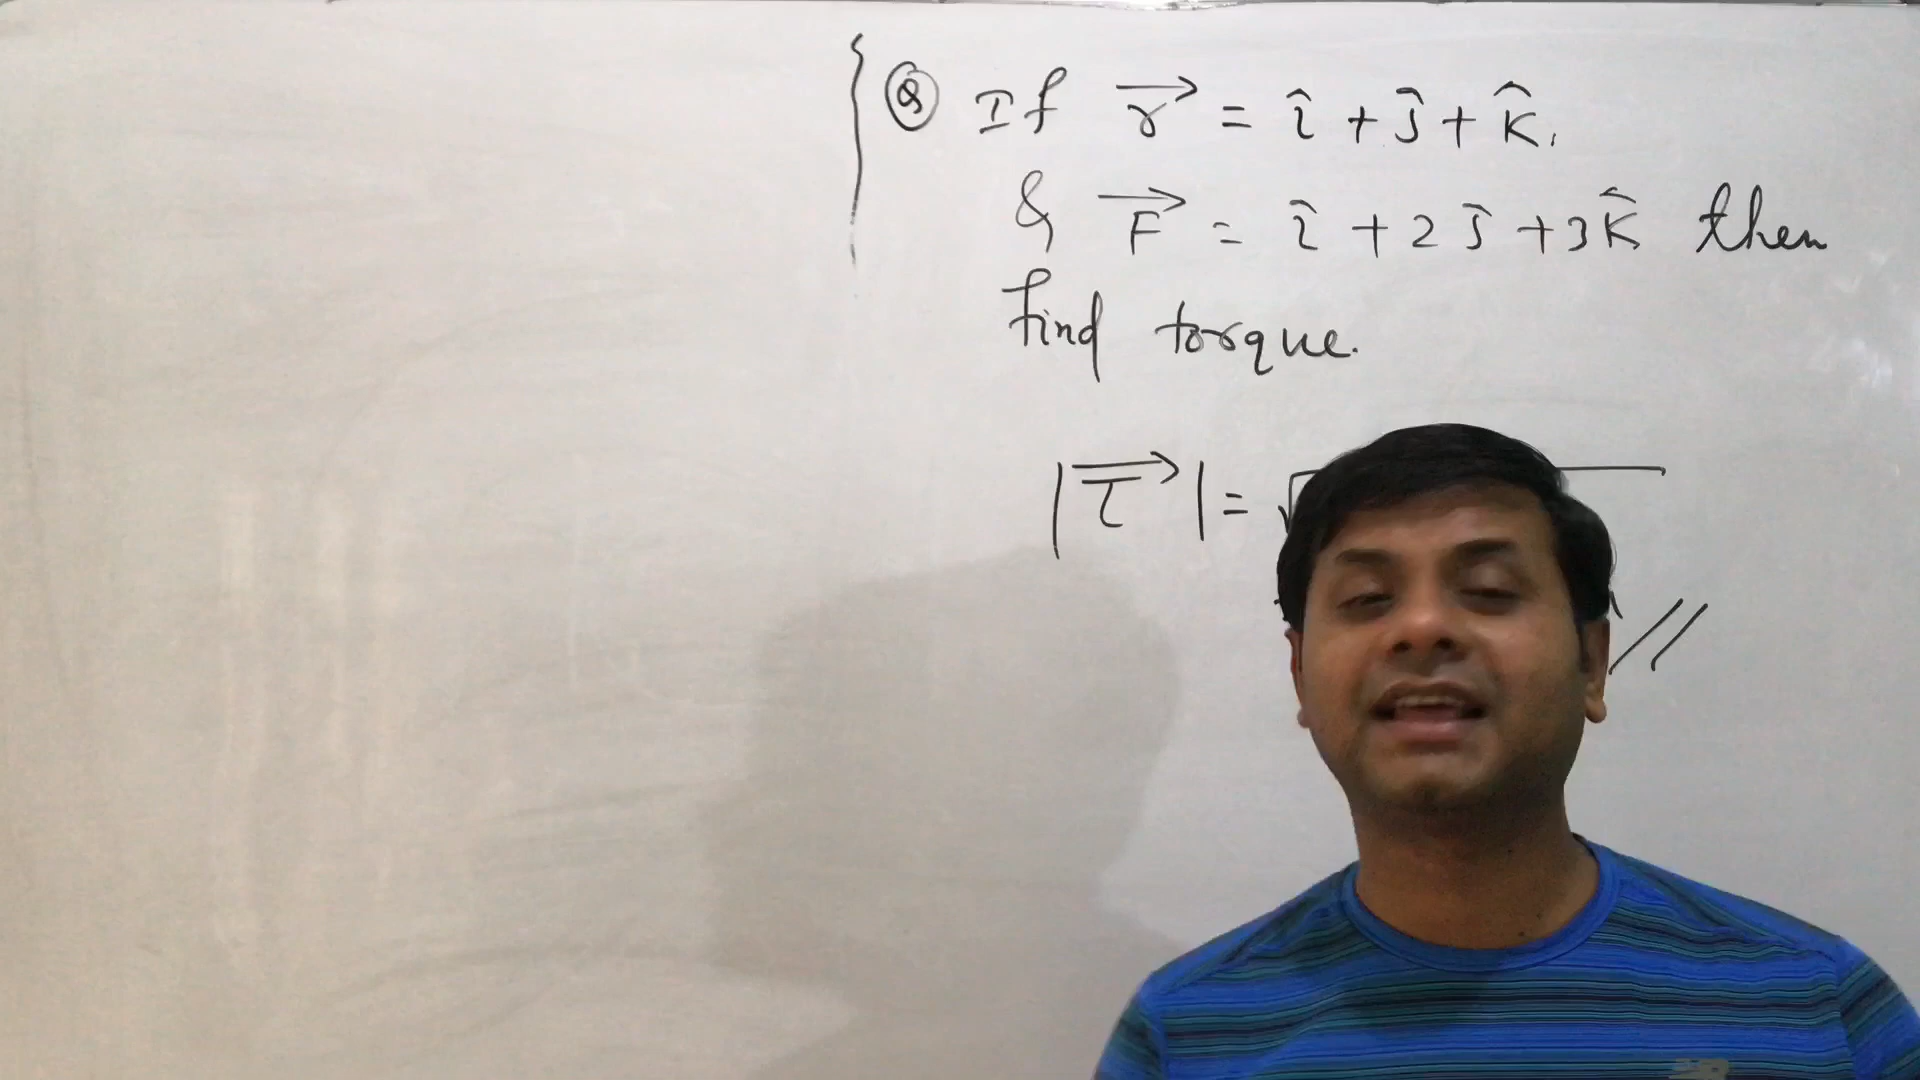 Q If r⃗ = î + ĵ + k̂,
& F⃗ = î + 2ĵ + 3k̂ then
find torque.
|τ⃗| = √